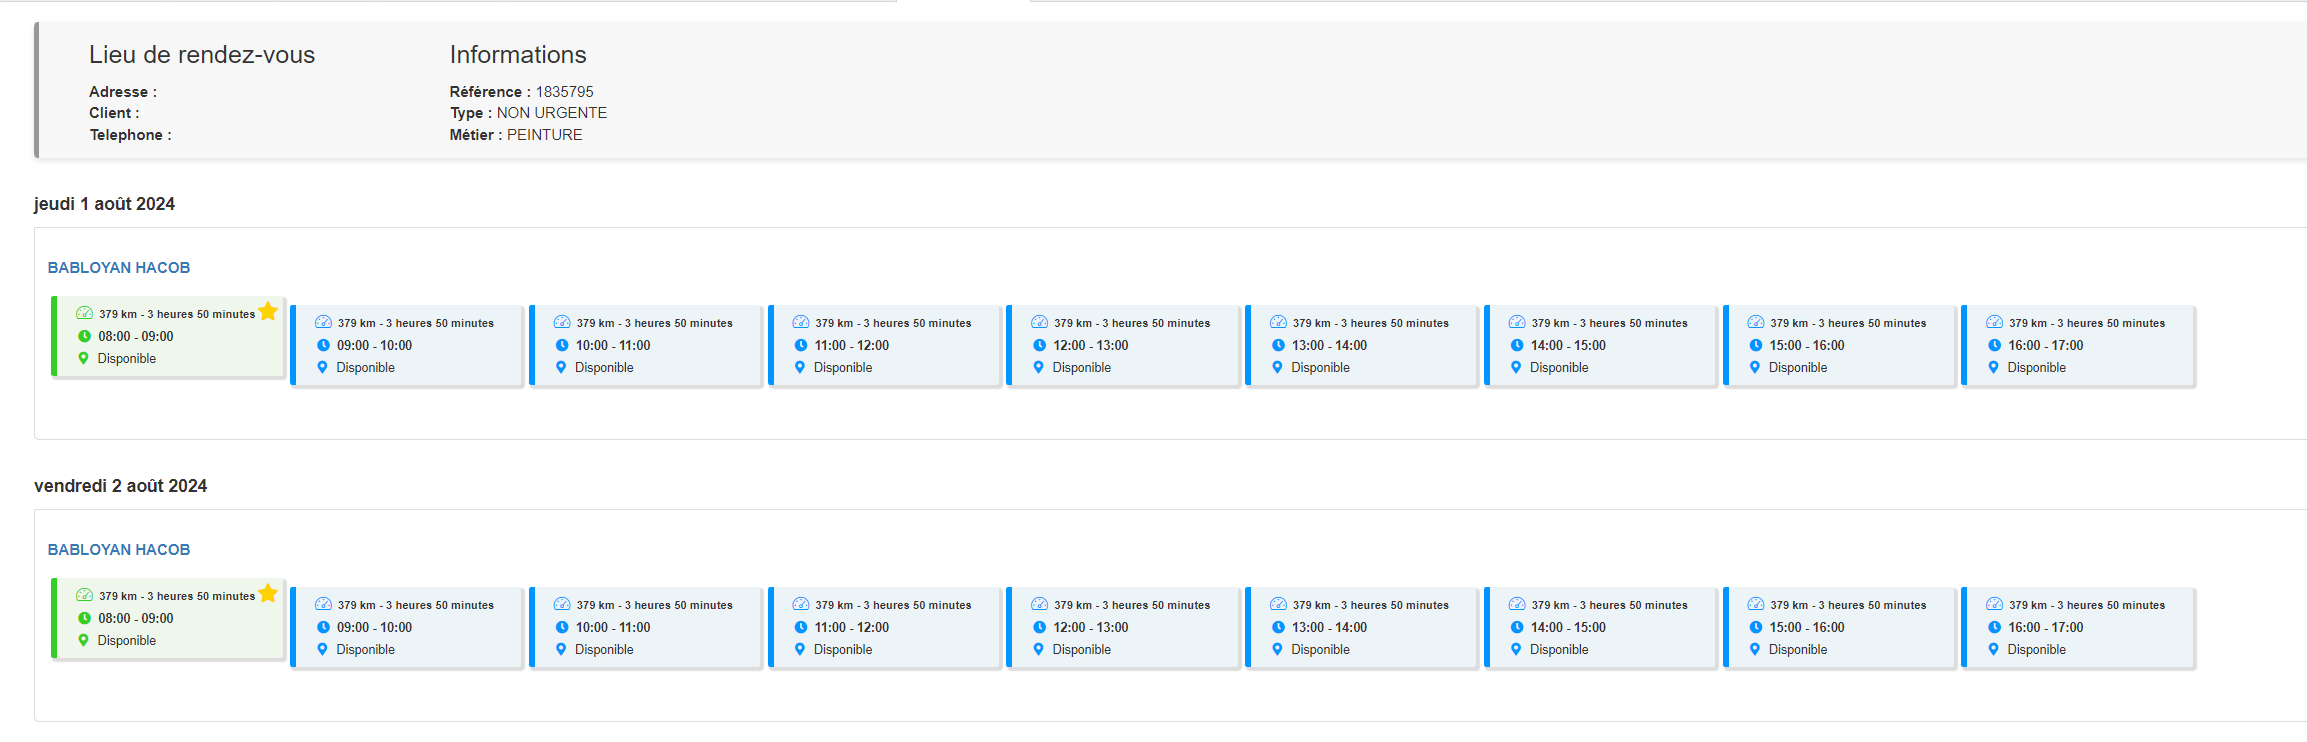 Lieu de rendez-vous
Adresse :
Client :
Telephone :
Informations
Référence : 1835795
Type : NON URGENTE
Métier : PEINTURE
jeudi 1 août 2024
BABLOYAN HACOB
379 km - 3 heures 50 minutes
08:00 - 09:00
Disponible
379 km - 3 heures 50 minutes
09:00 - 10:00
Disponible
379 km - 3 heures 50 minutes
10:00 - 11:00
Disponible
379 km - 3 heures 50 minutes
11:00 - 12:00
Disponible
379 km - 3 heures 50 minutes
12:00 - 13:00
Disponible
379 km - 3 heures 50 minutes
13:00 - 14:00
Disponible
379 km - 3 heures 50 minutes
14:00 - 15:00
Disponible
379 km - 3 heures 50 minutes
15:00 - 16:00
Disponible
379 km - 3 heures 50 minutes
16:00 - 17:00
Disponible
vendredi 2 août 2024
BABLOYAN HACOB
379 km - 3 heures 50 minutes
08:00 - 09:00
Disponible
379 km - 3 heures 50 minutes
09:00 - 10:00
Disponible
379 km - 3 heures 50 minutes
10:00 - 11:00
Disponible
379 km - 3 heures 50 minutes
11:00 - 12:00
Disponible
379 km - 3 heures 50 minutes
12:00 - 13:00
Disponible
379 km - 3 heures 50 minutes
13:00 - 14:00
Disponible
379 km - 3 heures 50 minutes
14:00 - 15:00
Disponible
379 km - 3 heures 50 minutes
15:00 - 16:00
Disponible
379 km - 3 heures 50 minutes
16:00 - 17:00
Disponible